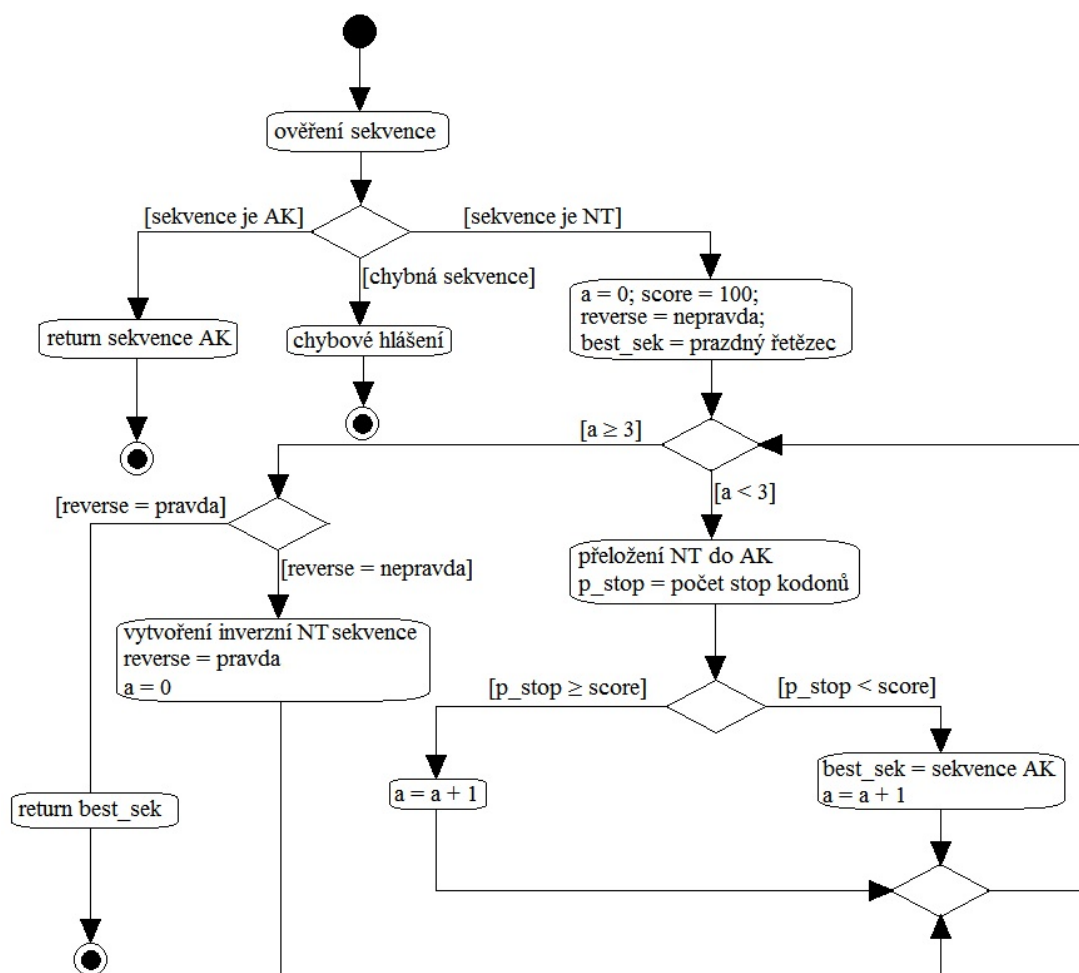 ověření sekvence
[sekvence je AK]
[sekvence je NT]
[chybná sekvence]
a = 0; score = 100;
reverse = nepravda;
best_sek = prazdný řetězec
return sekvence AK
chybové hlášení
[a ≥ 3]
[a < 3]
[reverse = pravda]
[reverse = nepravda]
přeložení NT do AK
p_stop = počet stop kodonů
vytvoření inverzní NT sekvence
reverse = pravda
a = 0
[p_stop ≥ score]
[p_stop < score]
a = a + 1
best_sek = sekvence AK
a = a + 1
return best_sek